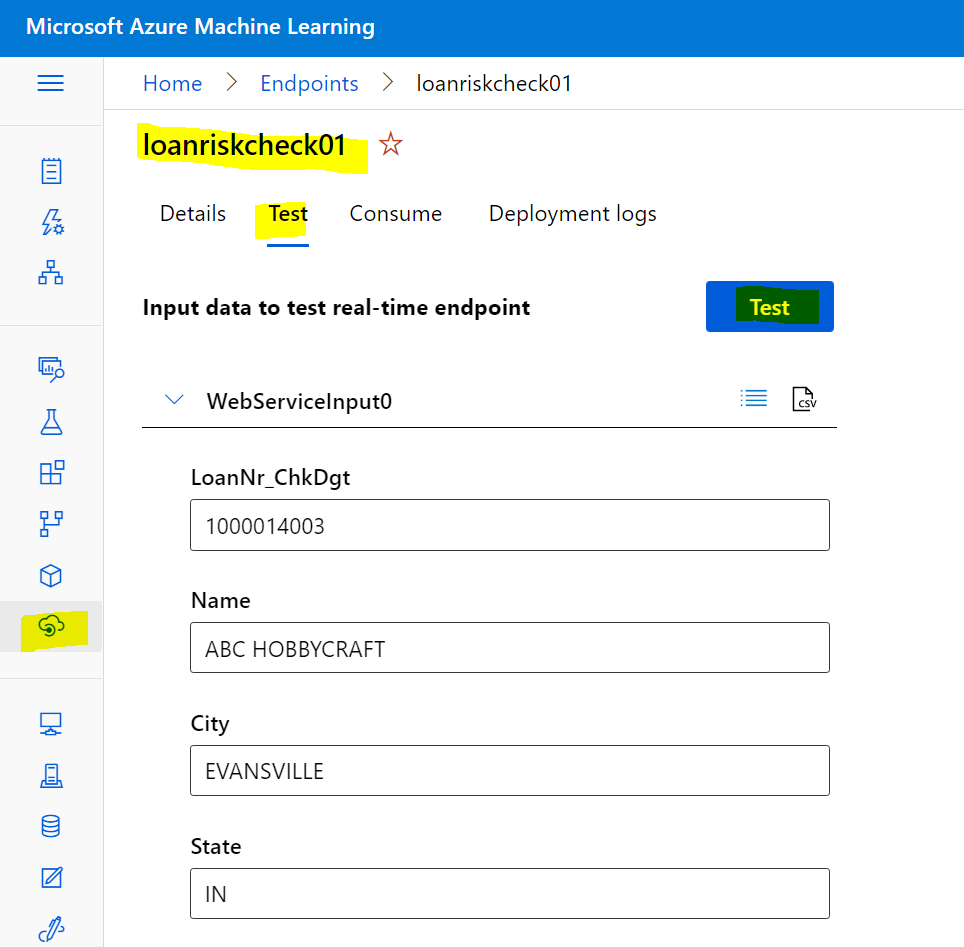 Microsoft Azure Machine Learning
Home > Endpoints > loanriskcheck01
loanriskcheck01
Details Test Consume Deployment logs
Input data to test real-time endpoint Test
WebServiceInput0 CSV
LoanNr_ChkDgt
1000014003
Name
ABC HOBBYCRAFT
City
EVANSVILLE
State
IN